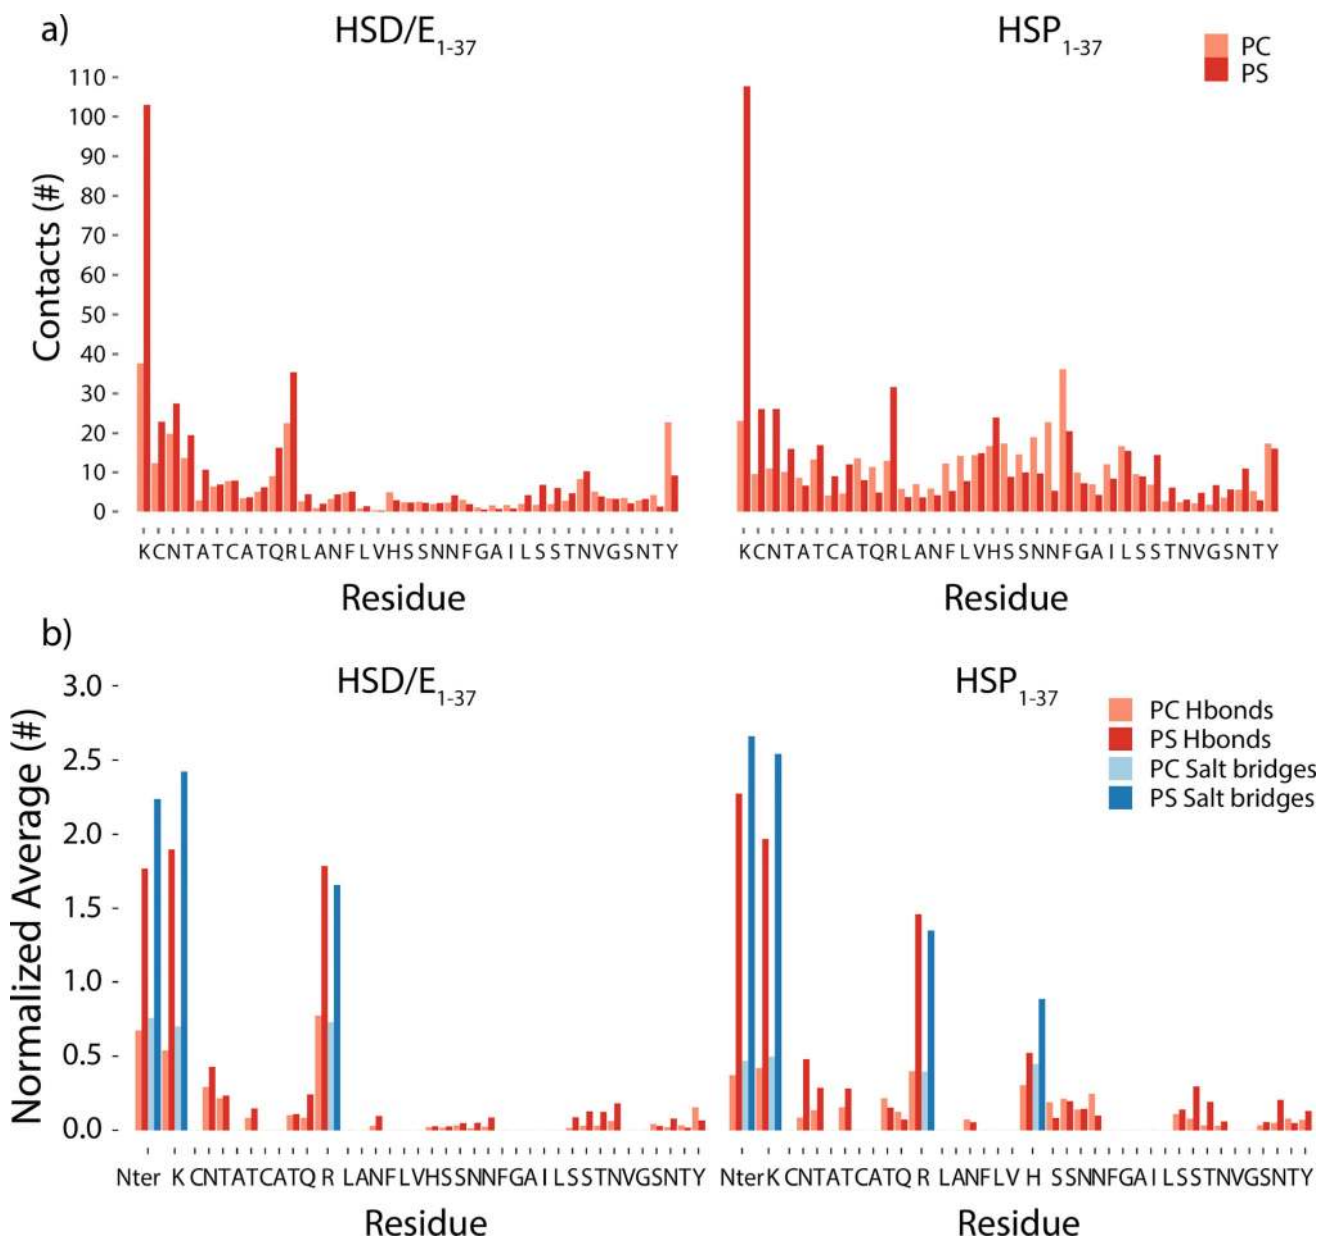 a)
HSD/E1-37
HSP1-37
PC
PS
Contacts (#)
110
100
90
80
70
60
50
40
30
20
10
0
KCNTATCATQRLANFLVHSSNNFGAILSSTNVGSNTY
KCNTATCATQRLANFLVHSSNNFGAILSSTNVGSNTY
Residue
Residue
b)
HSD/E1-37
HSP1-37
PC Hbonds
PS Hbonds
PC Salt bridges
PS Salt bridges
Normalized Average (#)
3.0
2.5
2.0
1.5
1.0
0.5
0.0
Nter K CNTATCATQ R LANFLVHSSNNFGAILSSTNVGSNTY
NterK CNTATCATQ R LANFLV H SSNNFGAILSSTNVGSNTY
Residue
Residue